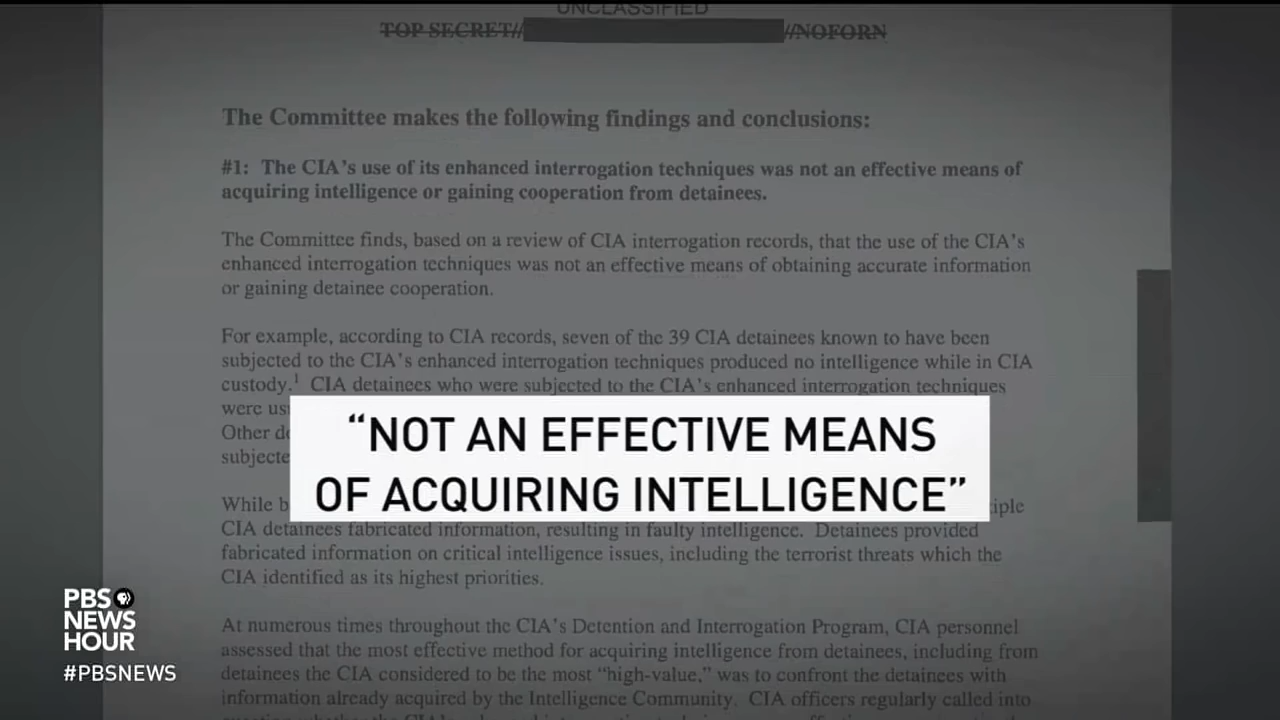 UNCLASSIFIED
TOP SECRET// //NOFORN
The Committee makes the following findings and conclusions:
#1: The CIA's use of its enhanced interrogation techniques was not an effective means of
acquiring intelligence or gaining cooperation from detainees.
The Committee finds, based on a review of CIA interrogation records, that the use of the CIA's
enhanced interrogation techniques was not an effective means of obtaining accurate information
or gaining detainee cooperation.
For example, according to CIA records, seven of the 39 CIA detainees known to have been
subjected to the CIA's enhanced interrogation techniques produced no intelligence while in CIA
custody.1 CIA detainees who were subjected to the CIA's enhanced interrogation techniques
were
Other
“NOT AN EFFECTIVE MEANS
OF ACQUIRING INTELLIGENCE”
While
CIA detainees fabricated information, resulting in faulty intelligence. Detainees provided
fabricated information on critical intelligence issues, including the terrorist threats which the
CIA identified as its highest priorities.
At numerous times throughout the CIA's Detention and Interrogation Program, CIA personnel
assessed that the most effective method for acquiring intelligence from detainees, including from
detainees the CIA considered to be the most "high-value," was to confront the detainees with
information already acquired by the Intelligence Community. CIA officers regularly called into
PBS
NEWS
HOUR
#PBSNEWS